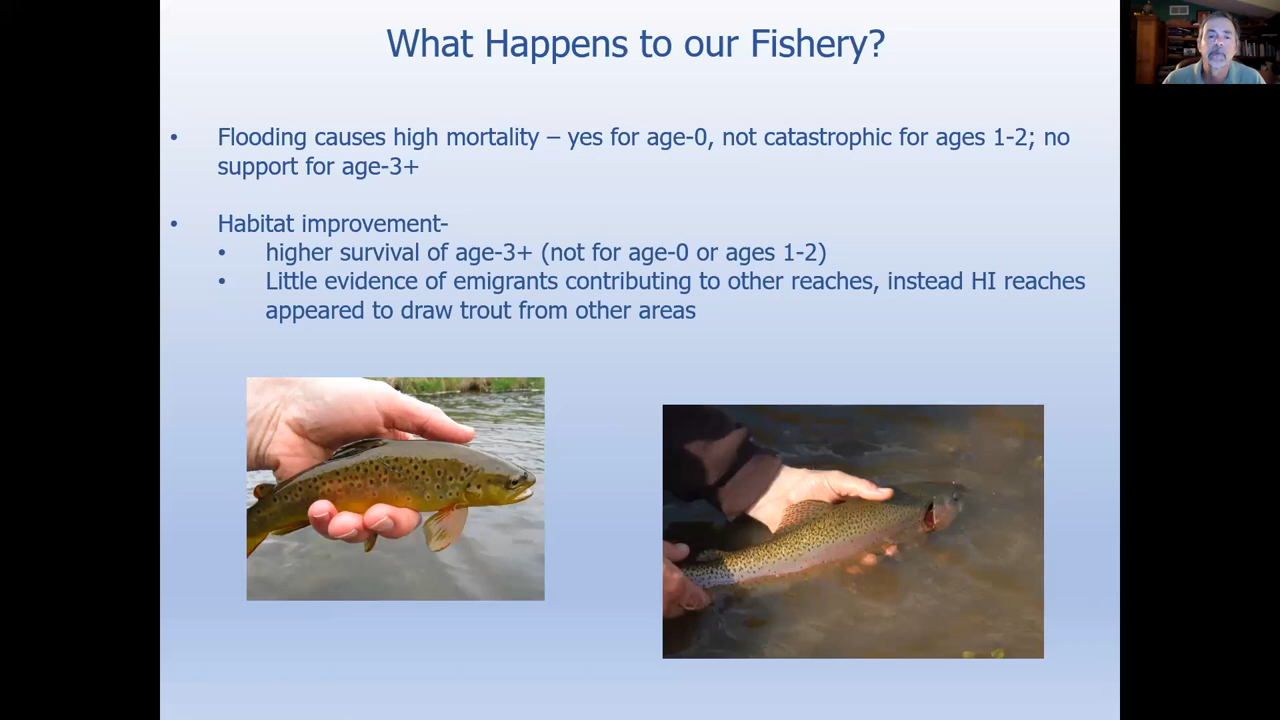 What Happens to our Fishery?
• Flooding causes high mortality – yes for age-0, not catastrophic for ages 1-2; no
support for age-3+
• Habitat improvement-
• higher survival of age-3+ (not for age-0 or ages 1-2)
• Little evidence of emigrants contributing to other reaches, instead HI reaches
appeared to draw trout from other areas